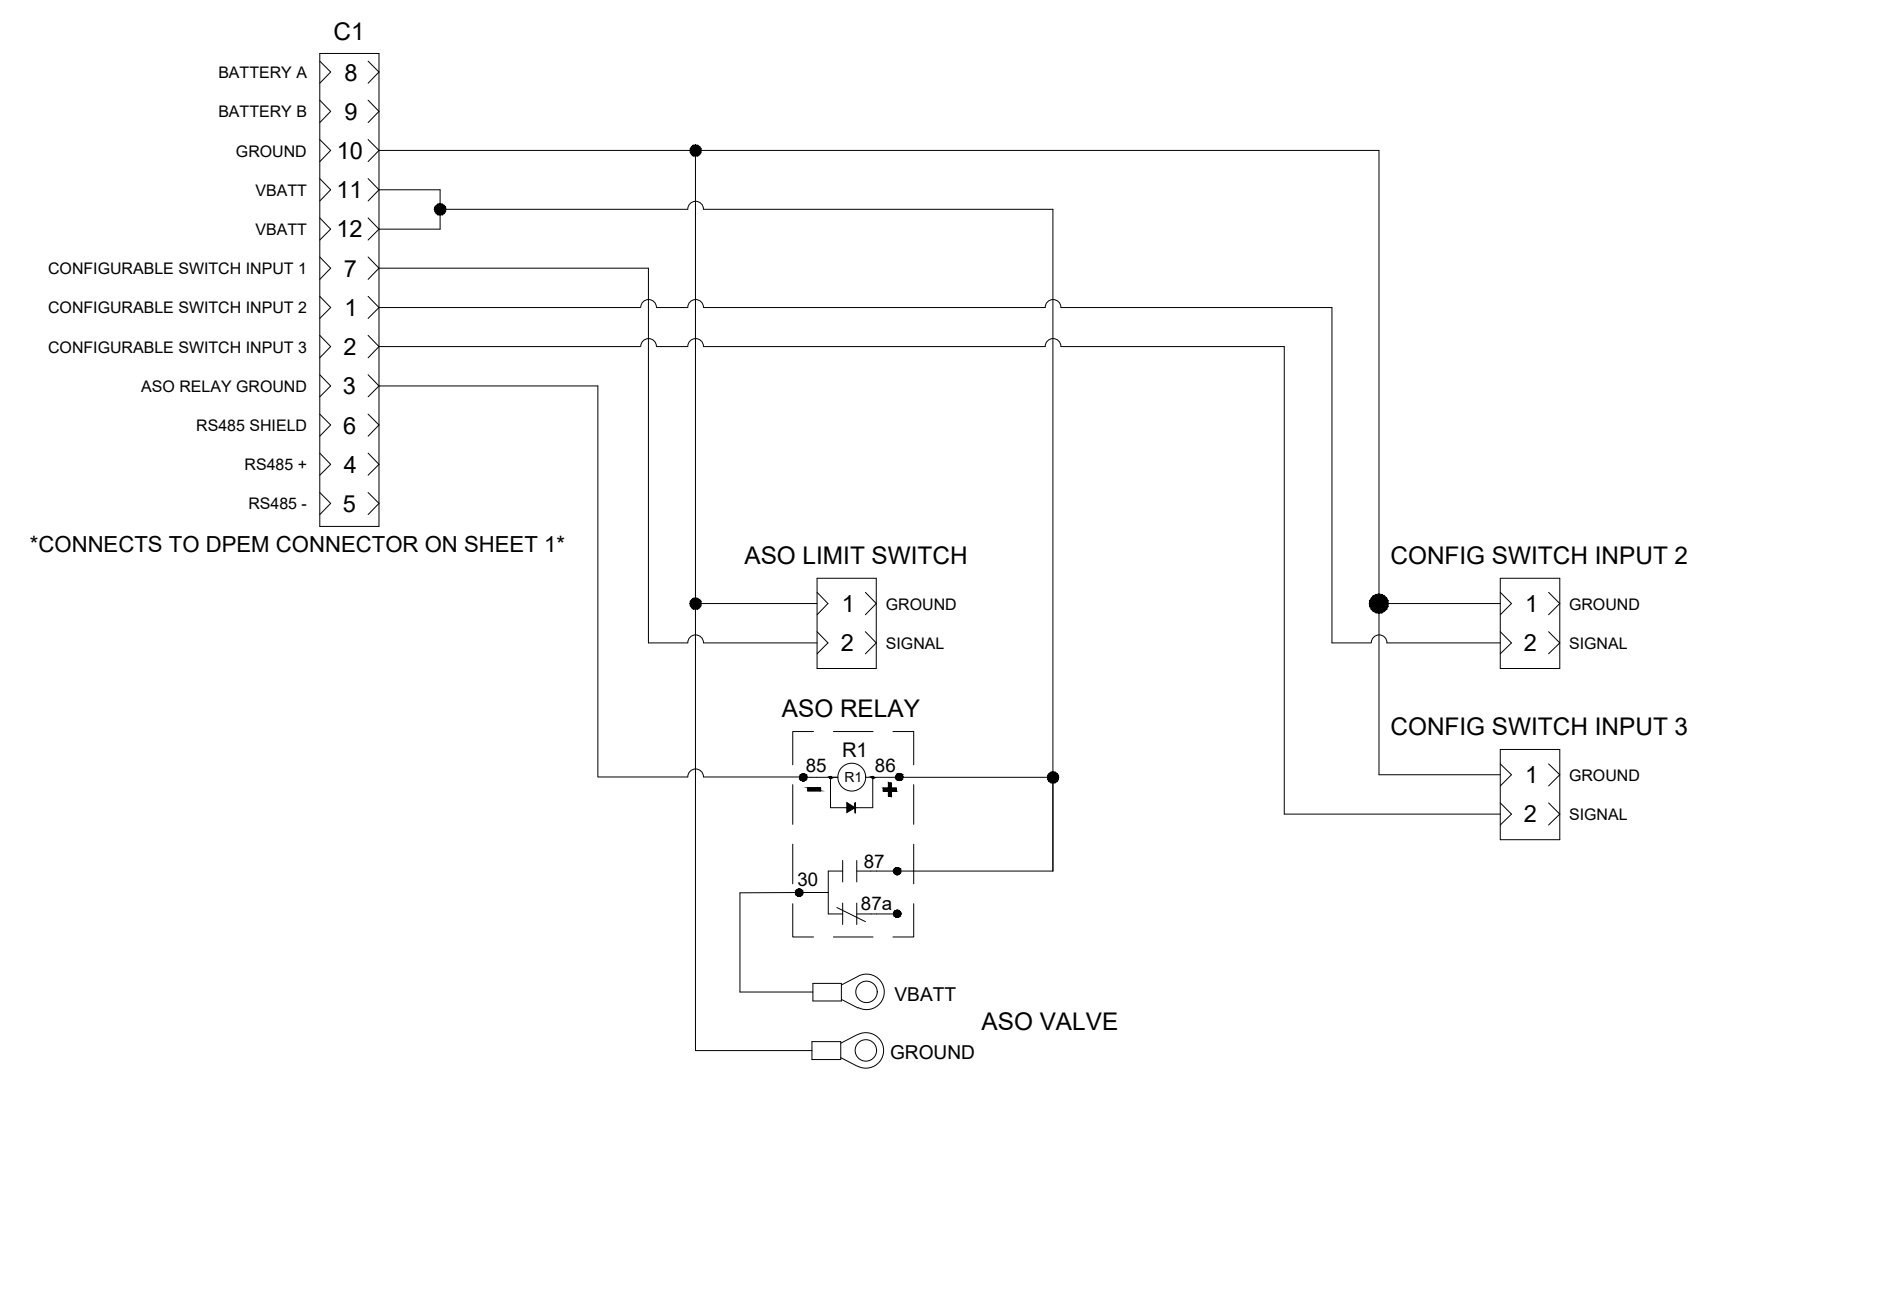 C1
BATTERY A 8
BATTERY B 9
GROUND 10
VBATT 11
VBATT 12
CONFIGURABLE SWITCH INPUT 1 7
CONFIGURABLE SWITCH INPUT 2 1
CONFIGURABLE SWITCH INPUT 3 2
ASO RELAY GROUND 3
RS485 SHIELD 6
RS485 + 4
RS485 - 5
*CONNECTS TO DPEM CONNECTOR ON SHEET 1*
ASO LIMIT SWITCH
1 GROUND
2 SIGNAL
CONFIG SWITCH INPUT 2
1 GROUND
2 SIGNAL
ASO RELAY
R1
85 R1 86
- +
87
30
87a
CONFIG SWITCH INPUT 3
1 GROUND
2 SIGNAL
VBATT
ASO VALVE
GROUND